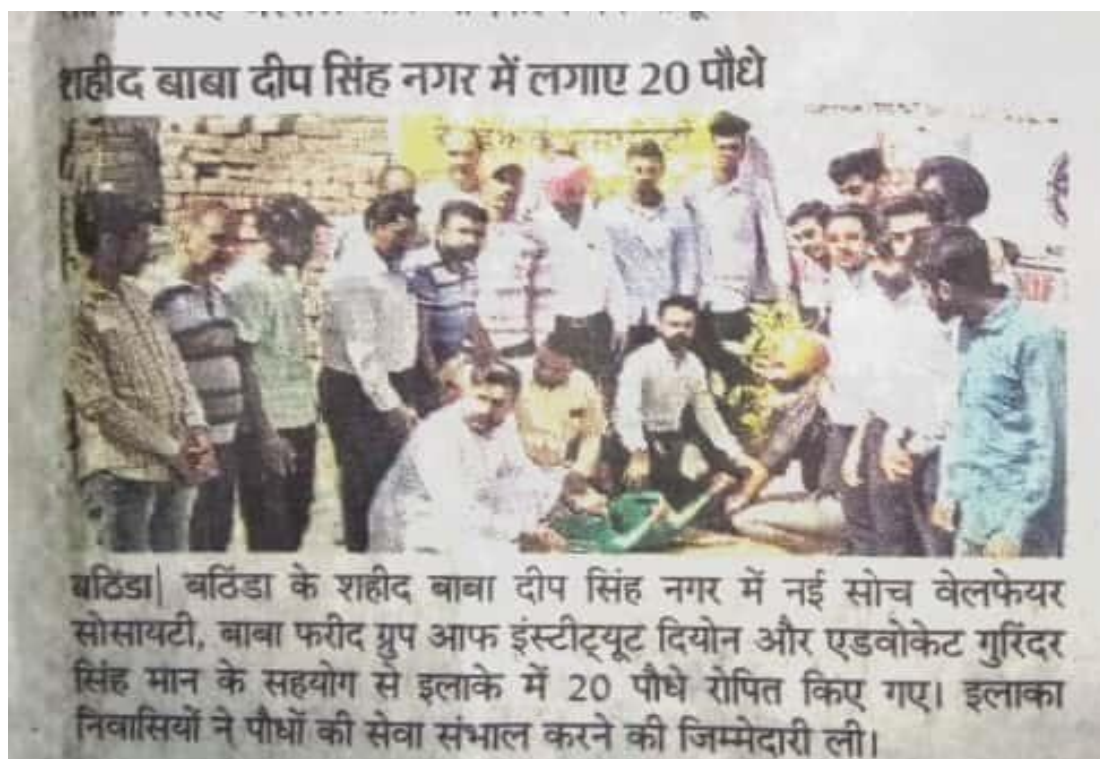 शहीद बाबा दीप सिंह नगर में लगाए 20 पौधे
बठिंडा| बठिंडा के शहीद बाबा दीप सिंह नगर में नई सोच वेलफेयर
सोसायटी, बाबा फरीद ग्रुप आफ इंस्टीट्यूट दियोन और एडवोकेट गुरिंदर
सिंह मान के सहयोग से इलाके में 20 पौधे रोपित किए गए। इलाका
निवासियों ने पौधों की सेवा संभाल करने की जिम्मेदारी ली।